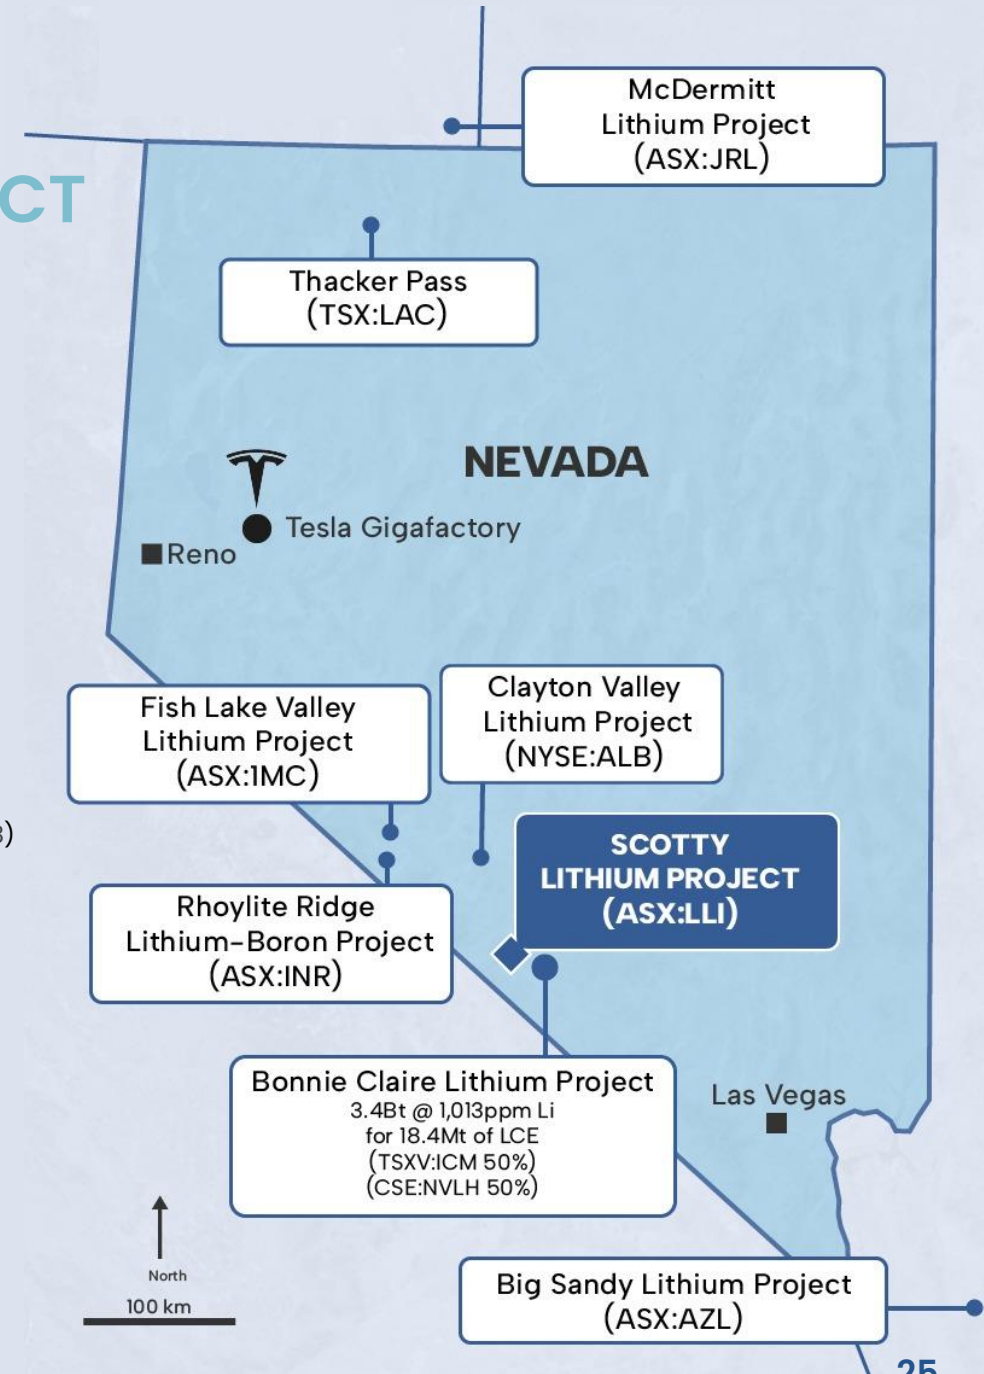 McDermitt
Lithium Project
(ASX:JRL)
CT
Thacker Pass
(TSX:LAC)
NEVADA
Tesla Gigafactory
Reno
Fish Lake Valley
Lithium Project
(ASX:1MC)
Clayton Valley
Lithium Project
(NYSE:ALB)
)
SCOTTY
LITHIUM PROJECT
(ASX:LLI)
Rhoylite Ridge
Lithium-Boron Project
(ASX:INR)
Bonnie Claire Lithium Project
3.4Bt @ 1,013ppm Li
for 18.4Mt of LCE
(TSXV:ICM 50%)
(CSE:NVLH 50%)
Las Vegas
North
100 km
Big Sandy Lithium Project
(ASX:AZL)
25